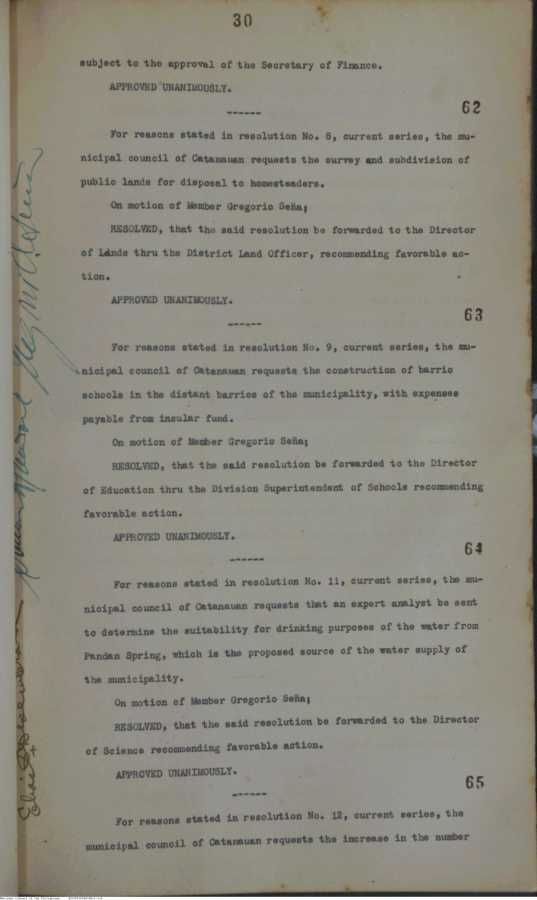 30
subject to the approval of the Secretary of Finance.
APPROVED UNANIMOUSLY.
------
62
For reasons stated in resolution No. 8, current series, the mu-
nicipal council of Catanauan requests the survey and subdivision of
public lands for disposal to homesteaders.
On motion of Member Gregorio Seña;
RESOLVED, that the said resolution be forwarded to the Director
of Lands thru the District Land Officer, recommending favorable ac-
tion.
APPROVED UNANIMOUSLY.
------
63
For reasons stated in resolution No. 9, current series, the mu-
nicipal council of Catanauan requests the construction of barrio
schools in the distant barrios of the municipality, with expenses
payable from insular fund.
On motion of Member Gregorio Seña;
RESOLVED, that the said resolution be forwarded to the Director
of Education thru the Division Superintendent of Schools recommending
favorable action.
APPROVED UNANIMOUSLY.
------
64
For reasons stated in resolution No. 11, current series, the mu-
nicipal council of Catanauan requests that an expert analyst be sent
to determine the suitability for drinking purposes of the water from
Pandan Spring, which is the proposed source of the water supply of
the municipality.
On motion of Member Gregorio Seña;
RESOLVED, that the said resolution be forwarded to the Director
of Science recommending favorable action.
APPROVED UNANIMOUSLY.
------
65
For reasons stated in resolution No. 12, current series, the
municipal council of Catanauan requests the increase in the number